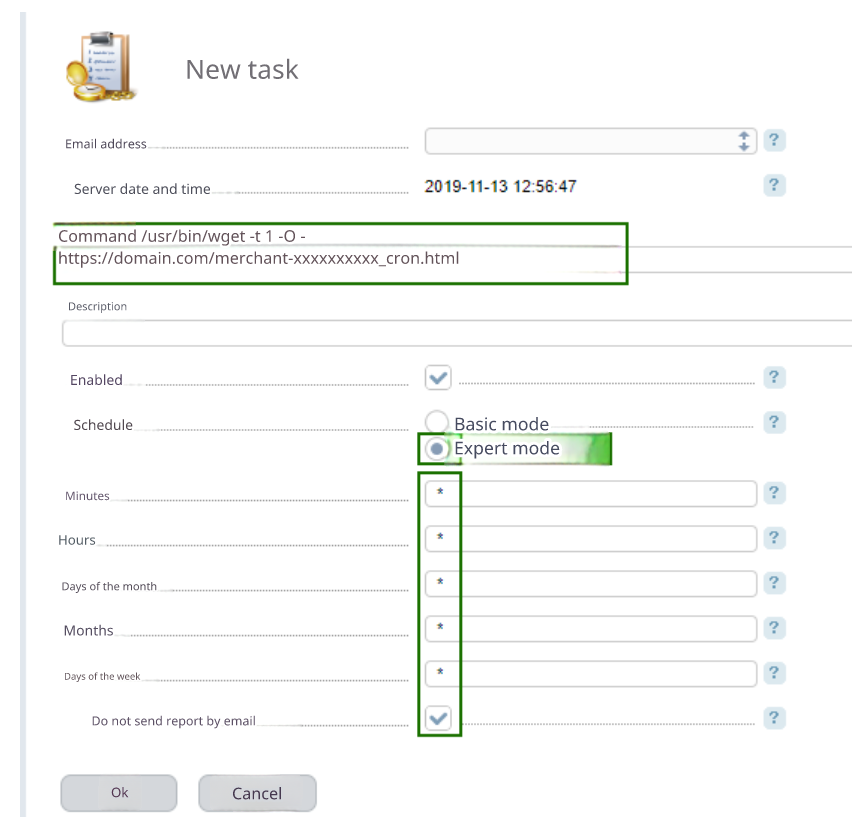 New task
Email address ?
Server date and time 2019-11-13 12:56:47 ?
Command /usr/bin/wget -t 1 -O -
https://domain.com/merchant-xxxxxxxxxx_cron.html
Description
Enabled ?
Schedule Basic mode ?
Expert mode
Minutes * ?
Hours * ?
Days of the month * ?
Months * ?
Days of the week * ?
Do not send report by email ?
Ok Cancel